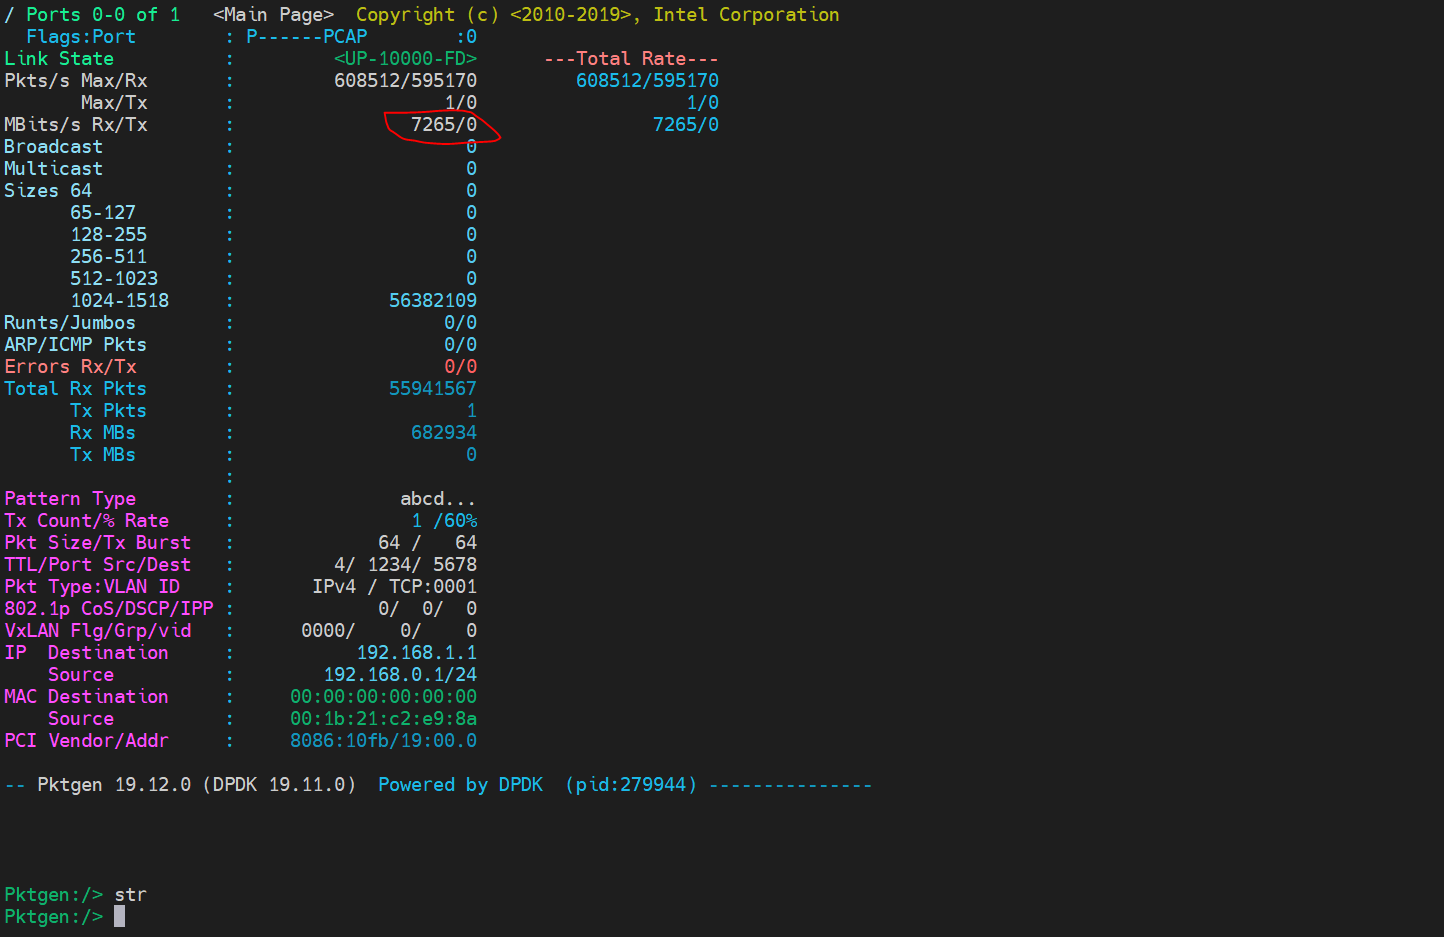 / Ports 0-0 of 1   <Main Page>  Copyright (c) <2010-2019>, Intel Corporation
  Flags:Port        : P------PCAP        :0
Link State          :         <UP-10000-FD>      ---Total Rate---
Pkts/s Max/Rx       :         608512/595170         608512/595170
       Max/Tx       :                   1/0                   1/0
MBits/s Rx/Tx       :                7265/0                7265/0
Broadcast           :                     0
Multicast           :                     0
Sizes 64            :                     0
      65-127        :                     0
      128-255       :                     0
      256-511       :                     0
      512-1023      :                     0
      1024-1518     :              56382109
Runts/Jumbos        :                   0/0
ARP/ICMP Pkts       :                   0/0
Errors Rx/Tx        :                   0/0
Total Rx Pkts       :              55941567
      Tx Pkts       :                     1
      Rx MBs        :                682934
      Tx MBs        :                     0
                    :
Pattern Type        :               abcd...
Tx Count/% Rate     :                1 /60%
Pkt Size/Tx Burst   :             64 /   64
TTL/Port Src/Dest   :         4/ 1234/ 5678
Pkt Type:VLAN ID    :       IPv4 / TCP:0001
802.1p CoS/DSCP/IPP :             0/  0/  0
VxLAN Flg/Grp/vid   :      0000/    0/    0
IP  Destination     :           192.168.1.1
    Source          :        192.168.0.1/24
MAC Destination     :     00:00:00:00:00:00
    Source          :     00:1b:21:c2:e9:8a
PCI Vendor/Addr     :     8086:10fb/19:00.0
-- Pktgen 19.12.0 (DPDK 19.11.0)  Powered by DPDK  (pid:279944) ---------------
Pktgen:/> str
Pktgen:/>